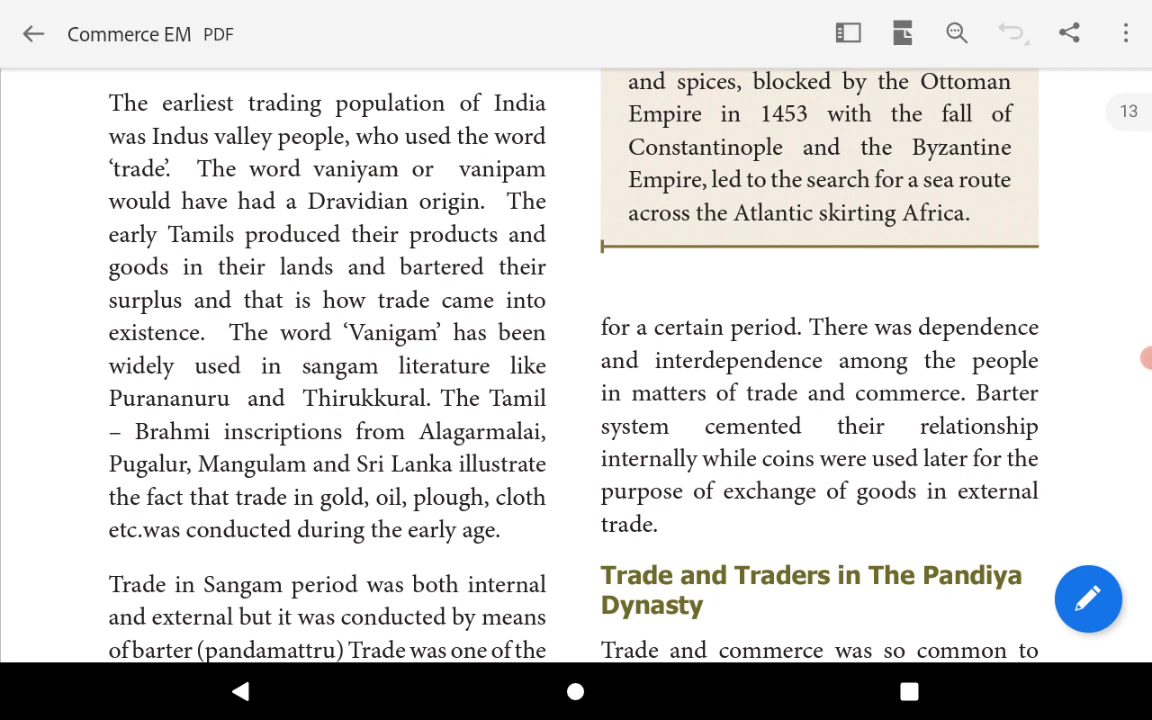 Commerce EM PDF
The earliest trading population of India
was Indus valley people, who used the word
‘trade’. The word vaniyam or vanipam
would have had a Dravidian origin. The
early Tamils produced their products and
goods in their lands and bartered their
surplus and that is how trade came into
existence. The word ‘Vanigam’ has been
widely used in sangam literature like
Purananuru and Thirukkural. The Tamil
– Brahmi inscriptions from Alagarmalai,
Pugalur, Mangulam and Sri Lanka illustrate
the fact that trade in gold, oil, plough, cloth
etc.was conducted during the early age.
Trade in Sangam period was both internal
and external but it was conducted by means
of barter (pandamattru) Trade was one of the
and spices, blocked by the Ottoman
Empire in 1453 with the fall of
Constantinople and the Byzantine
Empire, led to the search for a sea route
across the Atlantic skirting Africa.
for a certain period. There was dependence
and interdependence among the people
in matters of trade and commerce. Barter
system cemented their relationship
internally while coins were used later for the
purpose of exchange of goods in external
trade.
Trade and Traders in The Pandiya
Dynasty
Trade and commerce was so common to
13